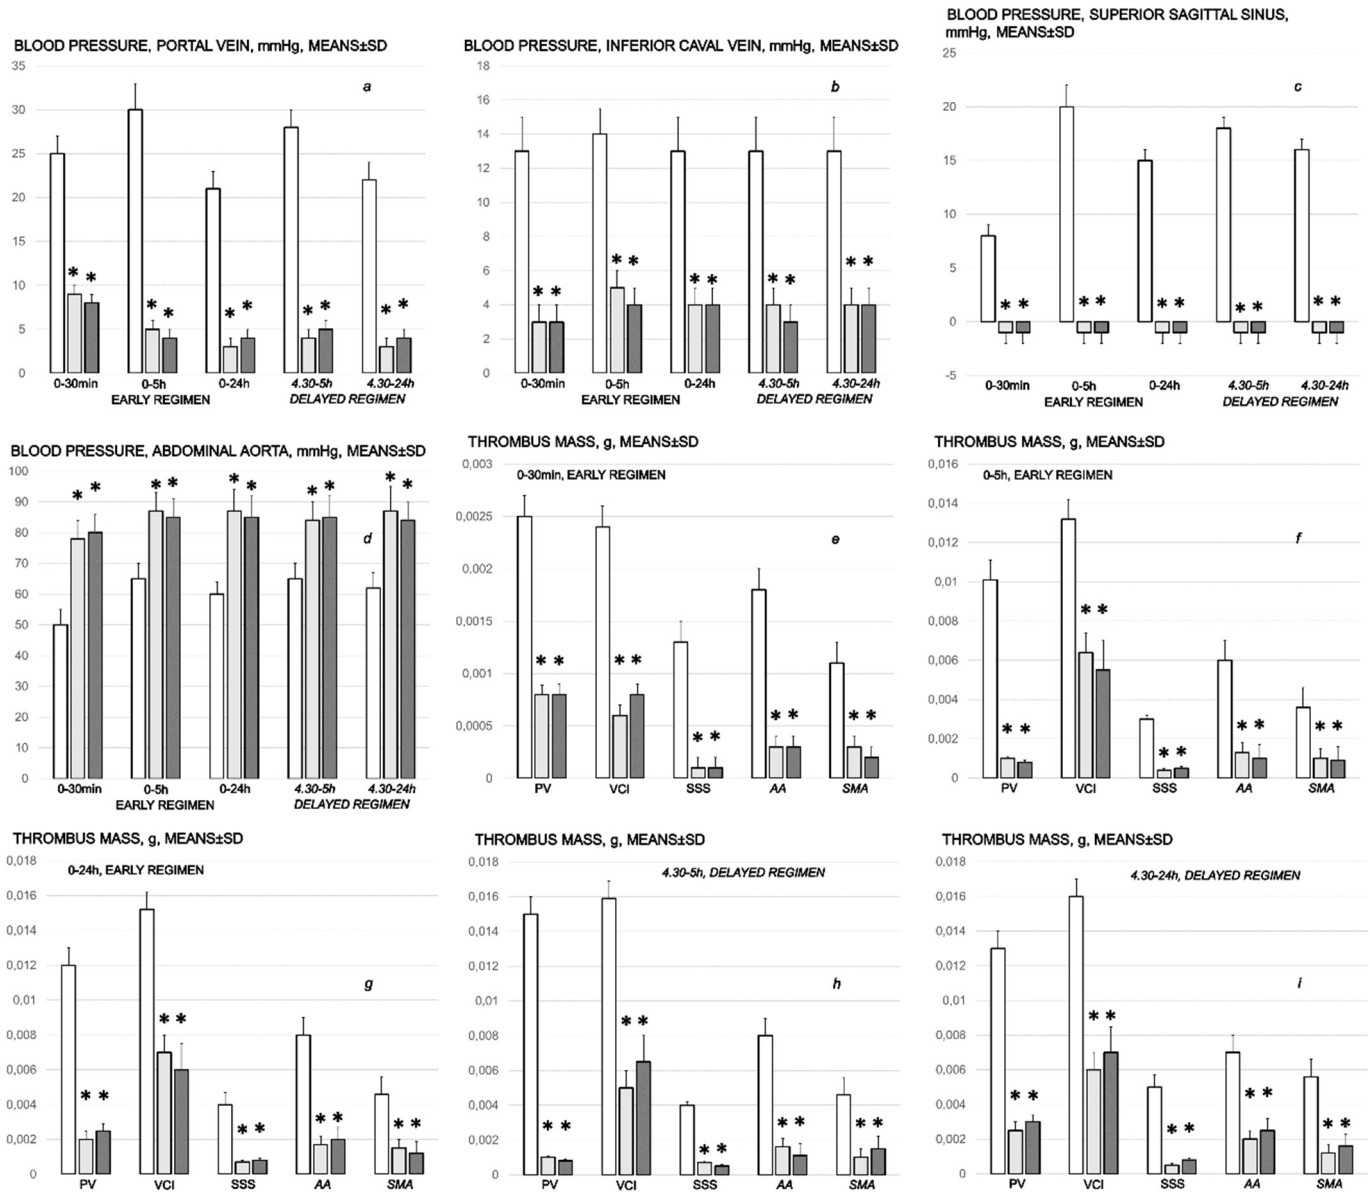 BLOOD PRESSURE, PORTAL VEIN, mmHg, MEANS±SD
35
30
25
20
15
10
5
0
a
* * * * * * * * * *
0-30min 0-5h 0-24h 4.30-5h 4.30-24h
EARLY REGIMEN DELAYED REGIMEN
BLOOD PRESSURE, INFERIOR CAVAL VEIN, mmHg, MEANS±SD
18
16
14
12
10
8
6
4
2
0
b
* * * * * * * * * *
0-30min 0-5h 0-24h 4.30-5h 4.30-24h
EARLY REGIMEN DELAYED REGIMEN
BLOOD PRESSURE, SUPERIOR SAGITTAL SINUS,
mmHg, MEANS±SD
25
20
15
10
5
0
-5
c
* * * * * * * * * *
0-30min 0-5h 0-24h 4.30-5h 4.30-24h
EARLY REGIMEN DELAYED REGIMEN
BLOOD PRESSURE, ABDOMINAL AORTA, mmHg, MEANS±SD
100
90
80
70
60
50
40
30
20
10
0
d
* * * * * * * * * *
0-30min 0-5h 0-24h 4.30-5h 4.30-24h
EARLY REGIMEN DELAYED REGIMEN
THROMBUS MASS, g, MEANS±SD
0-30min, EARLY REGIMEN
0,003
0,0025
0,002
0,0015
0,001
0,0005
0
e
* * * * * * * * * *
PV VCI SSS AA SMA
THROMBUS MASS, g, MEANS±SD
0-5h, EARLY REGIMEN
0,016
0,014
0,012
0,01
0,008
0,006
0,004
0,002
0
f
* * * * * * * * * *
PV VCI SSS AA SMA
THROMBUS MASS, g, MEANS±SD
0-24h, EARLY REGIMEN
0,018
0,016
0,014
0,012
0,01
0,008
0,006
0,004
0,002
0
g
* * * * * * * * * *
PV VCI SSS AA SMA
THROMBUS MASS, g, MEANS±SD
4.30-5h, DELAYED REGIMEN
0,018
0,016
0,014
0,012
0,01
0,008
0,006
0,004
0,002
0
h
* * * * * * * * * *
PV VCI SSS AA SMA
THROMBUS MASS, g, MEANS±SD
4.30-24h, DELAYED REGIMEN
0,018
0,016
0,014
0,012
0,01
0,008
0,006
0,004
0,002
0
i
* * * * * * * * * *
PV VCI SSS AA SMA